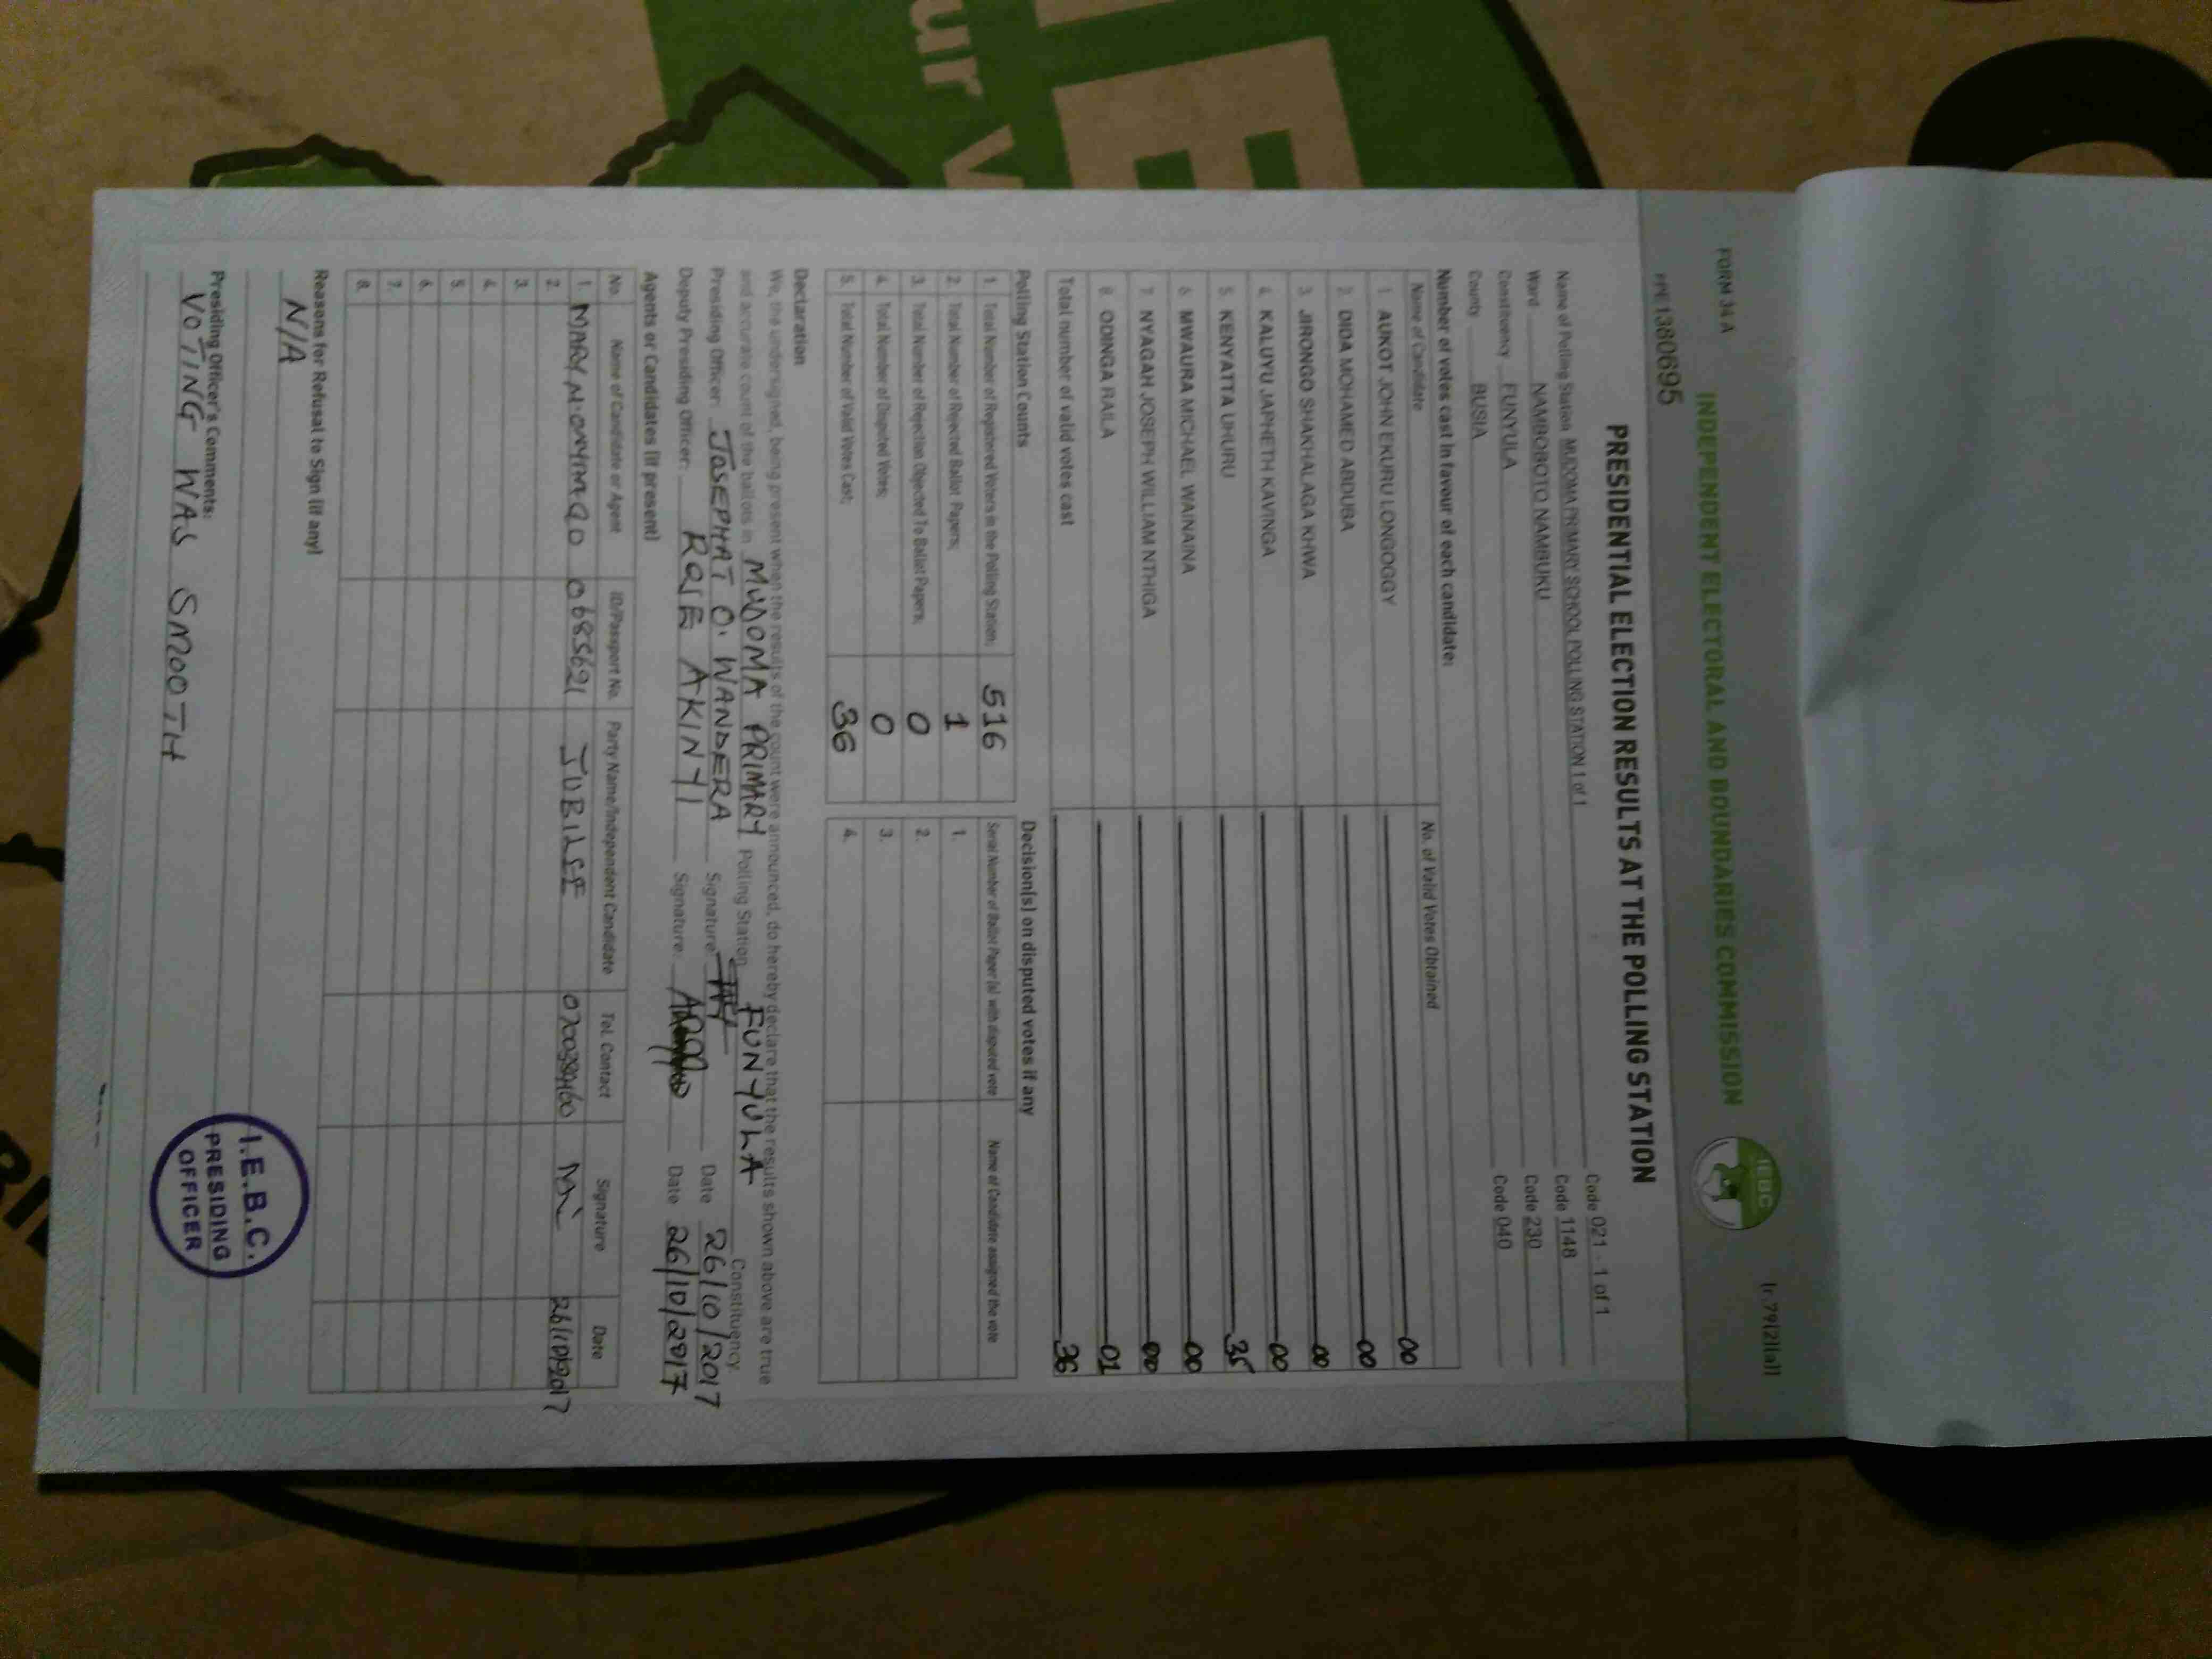 FORM 34 A
INDEPENDENT ELECTORAL AND BOUNDARIES COMMISSION
IEBC
(r.79(2)(a))
PPE 1380695
PRESIDENTIAL ELECTION RESULTS AT THE POLLING STATION
Name of Polling Station MUDOMA PRIMARY SCHOOL POLLING STATION 1 of 1 Code 021 - 1 of 1
Ward NAMBOBOTO NAMBUKU Code 1148
Constituency FUNYULA Code 230
County BUSIA Code 040
Number of votes cast in favour of each candidate:
Name of Candidate No. of Valid Votes Obtained
1. AUKOT JOHN EKURU LONGOGGY 00
2. DIDA MOHAMED ABDUBA 00
3. JIRONGO SHAKHALAGA KHWA 00
4. KALUYU JAPHETH KAVINGA 00
5. KENYATTA UHURU 35
6. MWAURA MICHAEL WAINAINA 00
7. NYAGAH JOSEPH WILLIAM NTHIGA 00
8. ODINGA RAILA 01
Total number of valid votes cast 36
Polling Station Counts
1. Total Number of Registered Voters in the Polling Station; 516
2. Total Number of Rejected Ballot Papers; 1
3. Total Number of Rejection Objected To Ballot Papers; 0
4. Total Number of Disputed Votes; 0
5. Total Number of Valid Votes Cast; 36
Decision(s) on disputed votes if any
Serial Number of Ballot Paper (s) with disputed vote Name of Candidate assigned the vote
1.
2.
3.
4.
Declaration
We, the undersigned, being present when the results of the count were announced, do hereby declare that the results shown above are true
and accurate count of the ballots in MUDOMA PRIMARY Polling Station FUNYULA Constituency.
Presiding Officer: JOSEPHAT O. WANDERA Signature: Date 26/10/2017
Deputy Presiding Officer: ROSE AKINYI Signature: Date 26/10/2017
Agents or Candidates (if present)
No. Name of Candidate or Agent ID/Passport No. Party Name/Independent Candidate Tel. Contact Signature Date
1. MARY N. 0685621 JUBILEE 26/10/2017
2.
3.
4.
5.
6.
7.
8.
Reasons for Refusal to Sign (if any)
N/A
Presiding Officer's Comments:
VOTING WAS SMOOTH
I.E.B.C.
PRESIDING
OFFICER
ur V